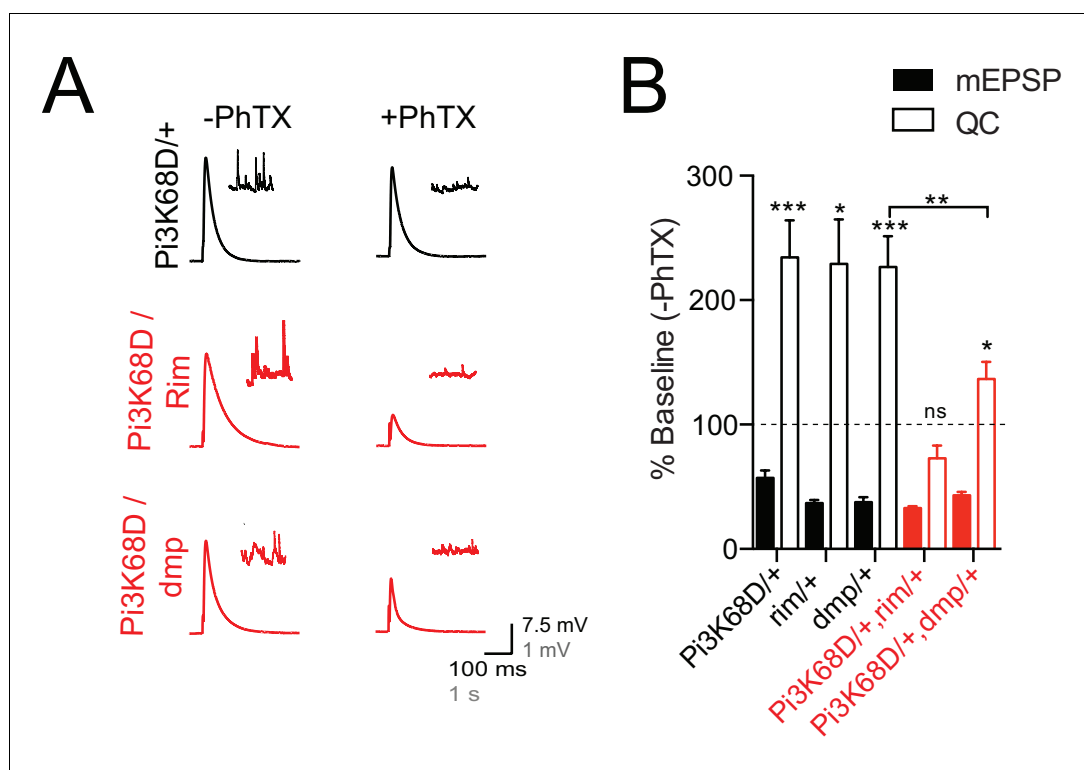 A
-PhTX
+PhTX
Pi3K68D/+
Pi3K68D /
Rim
Pi3K68D /
dmp
7.5 mV
1 mV
100 ms
1 s
B
mEPSP
QC
% Baseline (-PhTX)
300
200
100
0
***
*
***
**
ns
*
Pi3K68D/+
rim/+
dmp/+
Pi3K68D/+,rim/+
Pi3K68D/+,dmp/+